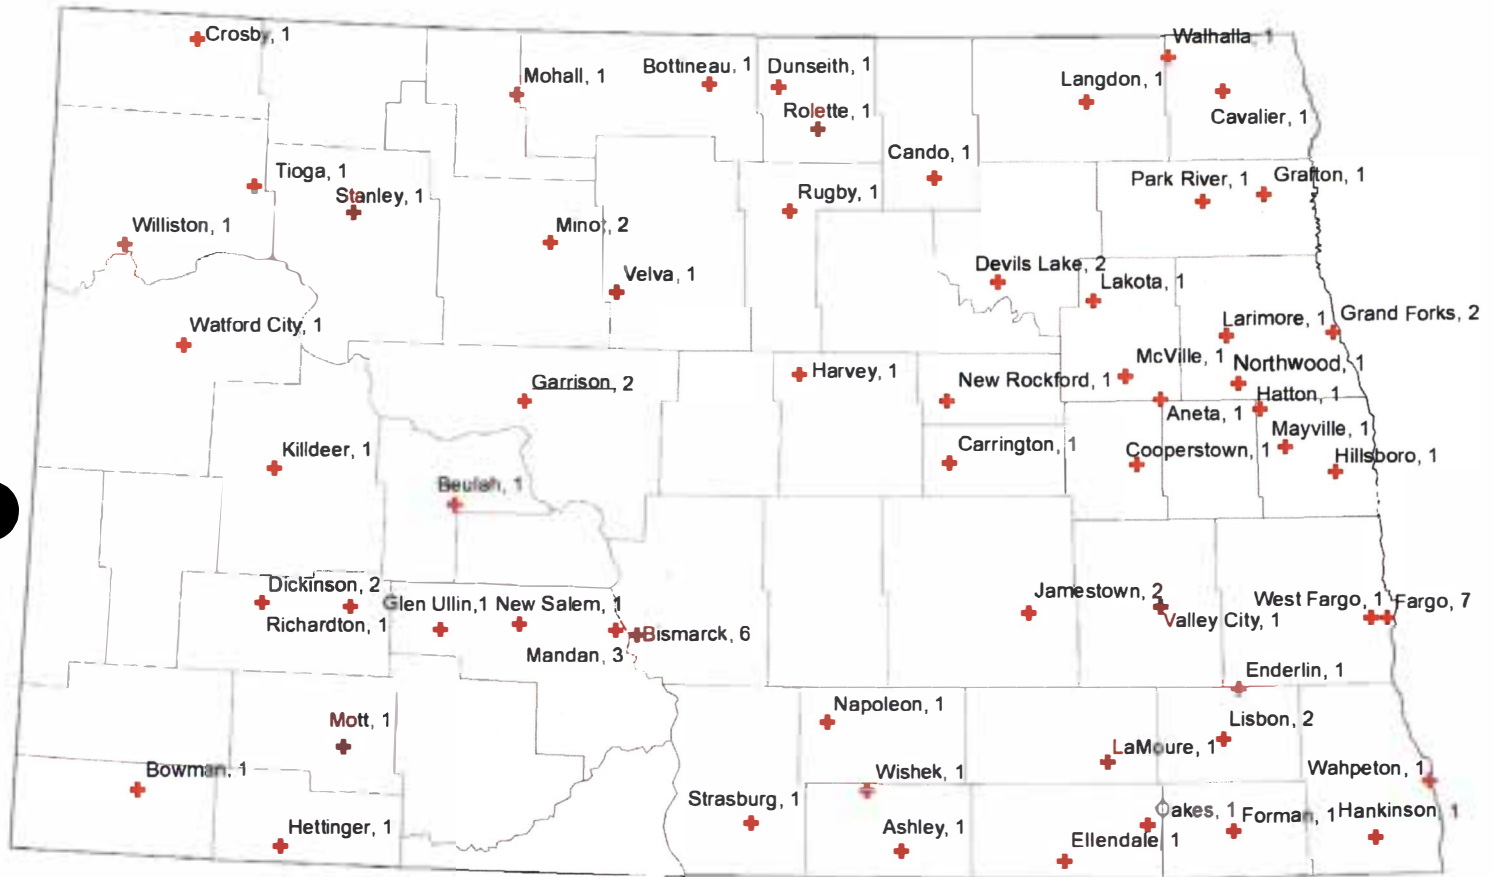 Crosby, 1
Walhalla, 1
Mohall, 1
Bottineau, 1
Dunseith, 1
Langdon, 1
Rolette, 1
Cavalier, 1
Cando, 1
Tioga, 1
Stanley, 1
Rugby, 1
Park River, 1
Grafton, 1
Williston, 1
Minot, 2
Velva, 1
Devils Lake, 2
Lakota, 1
Watford City, 1
Larimore, 1
Grand Forks, 2
McVille, 1
Northwood, 1
Harvey, 1
New Rockford, 1
Garrison, 2
Hatton, 1
Aneta, 1
Mayville, 1
Killdeer, 1
Carrington, 1
Cooperstown, 1
Hillsboro, 1
Beulah, 1
Dickinson, 2
Glen Ullin,1
New Salem, 1
Jamestown, 2
West Fargo, 1
Fargo, 7
Richardton, 1
Valley City, 1
Bismarck, 6
Mandan, 3
Enderlin, 1
Mott, 1
Napoleon, 1
Lisbon, 2
LaMoure, 1
Bowman, 1
Wishek, 1
Wahpeton, 1
Strasburg, 1
Oakes, 1
Forman, 1
Hankinson, 1
Hettinger, 1
Ashley, 1
Ellendale, 1